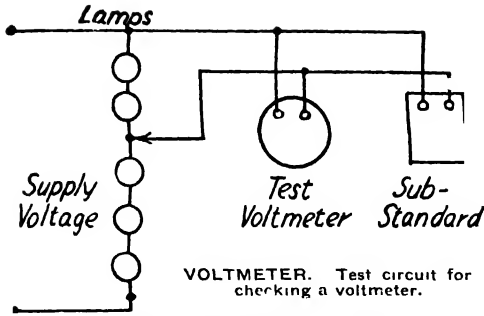 Lamps
Supply
Voltage
Test
Voltmeter
Sub-
Standard
VOLTMETER. Test circuit for
checking a voltmeter.